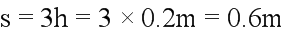 s = 3h = 3 × 0.2m = 0.6m